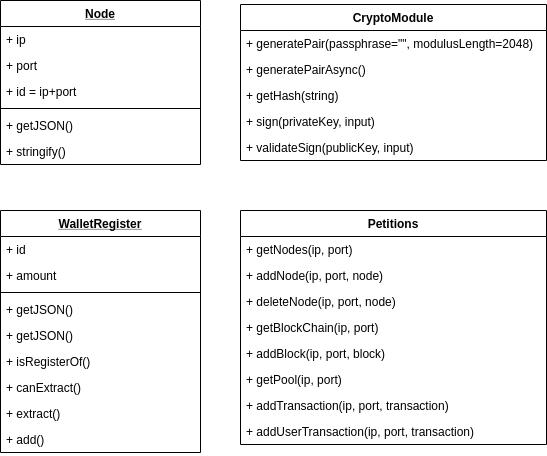 Node
+ ip
+ port
+ id = ip+port
+ getJSON()
+ stringify()
CryptoModule
+ generatePair(passphrase="", modulusLength=2048)
+ generatePairAsync()
+ getHash(string)
+ sign(privateKey, input)
+ validateSign(publicKey, input)
WalletRegister
+ id
+ amount
+ getJSON()
+ getJSON()
+ isRegisterOf()
+ canExtract()
+ extract()
+ add()
Petitions
+ getNodes(ip, port)
+ addNode(ip, port, node)
+ deleteNode(ip, port, node)
+ getBlockChain(ip, port)
+ addBlock(ip, port, block)
+ getPool(ip, port)
+ addTransaction(ip, port, transaction)
+ addUserTransaction(ip, port, transaction)